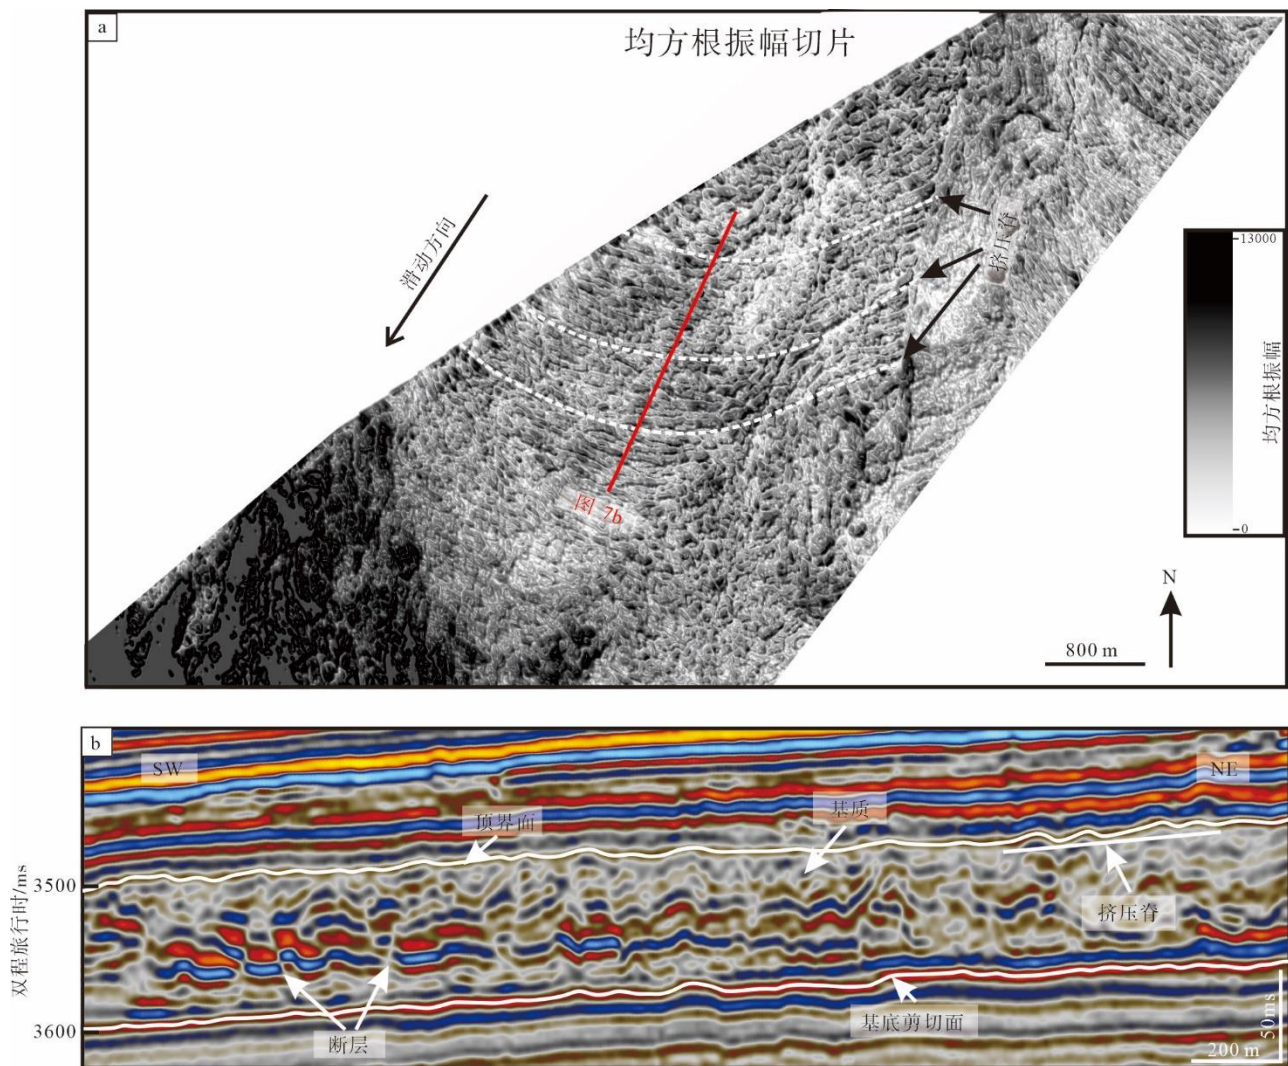 a
均方根振幅切片
滑动方向
挤压脊
图 7b
13000
0
均方根振幅
N
800 m
b
SW
NE
顶界面
基质
挤压脊
断层
基底剪切面
双程旅行时/ms
3500
3600
200 m
50ms